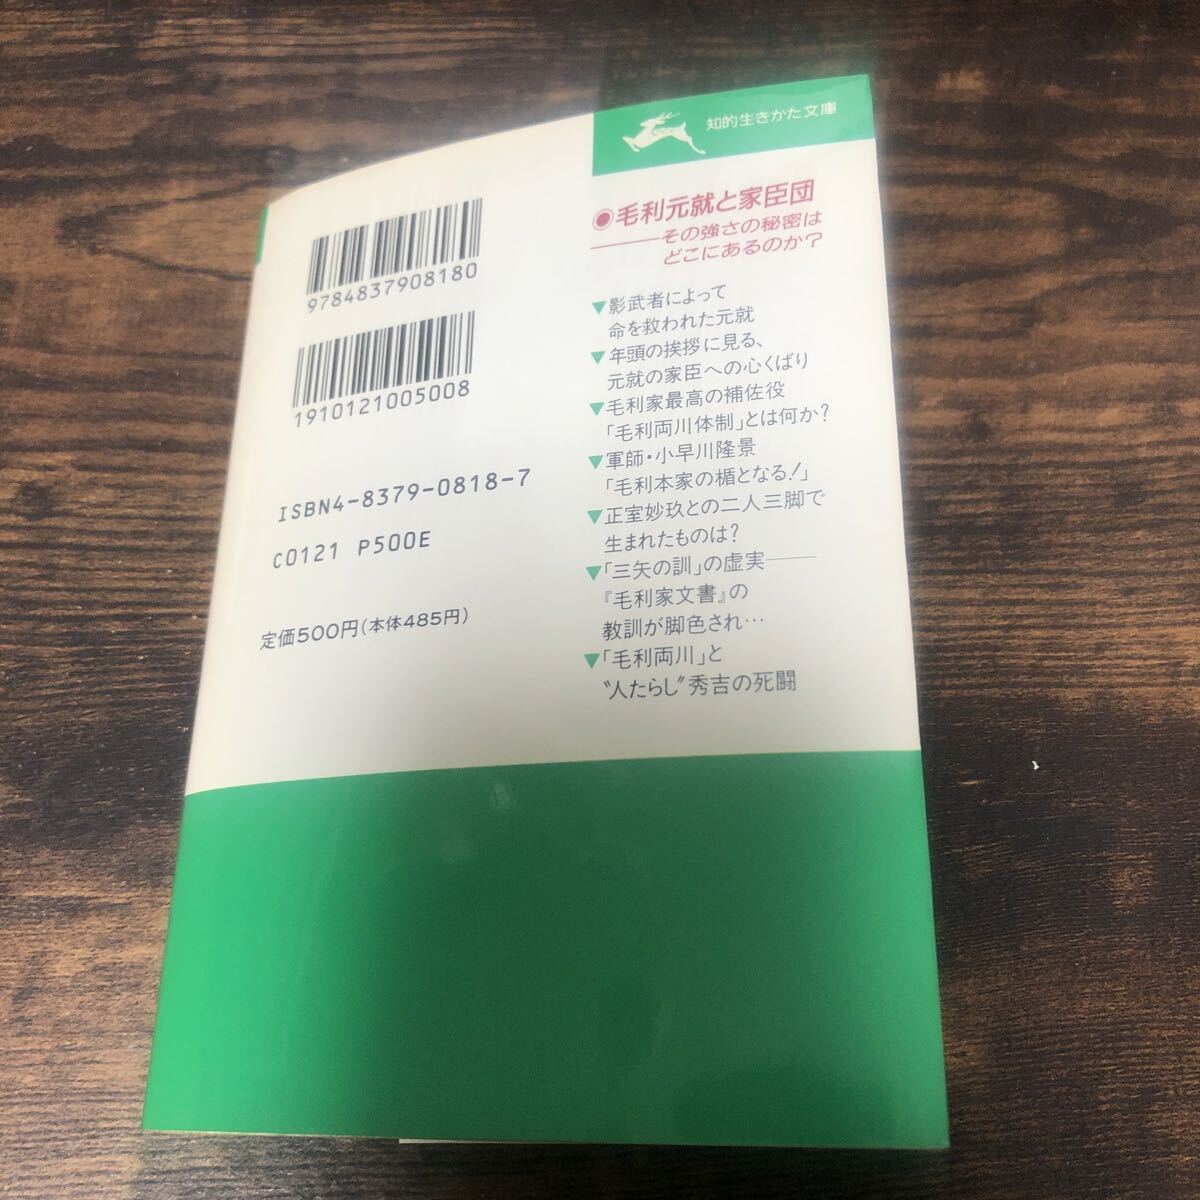 知的生きかた文庫
●毛利元就と家臣団
――その強さの秘密は
どこにあるのか?
▼影武者によって
命を救われた元就
▼年頭の挨拶に見る、
元就の家臣への心くばり
▼毛利家最高の補佐役
「毛利両川体制」とは何か?
▼軍師・小早川隆景
「毛利本家の楯となる!」
▼正室妙玖との二人三脚で
生まれたものは?
▼「三矢の訓」の虚実――
『毛利家文書』の
教訓が脚色され…
▼「毛利両川」と
〝人たらし〟秀吉の死闘
9784837908180
1910121005008
ISBN4-8379-0818-7
C0121 P500E
定価500円(本体485円)